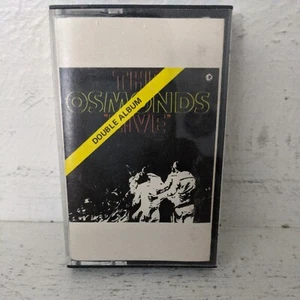 THE
OSMONDS
"LIVE"
DOUBLE ALBUM